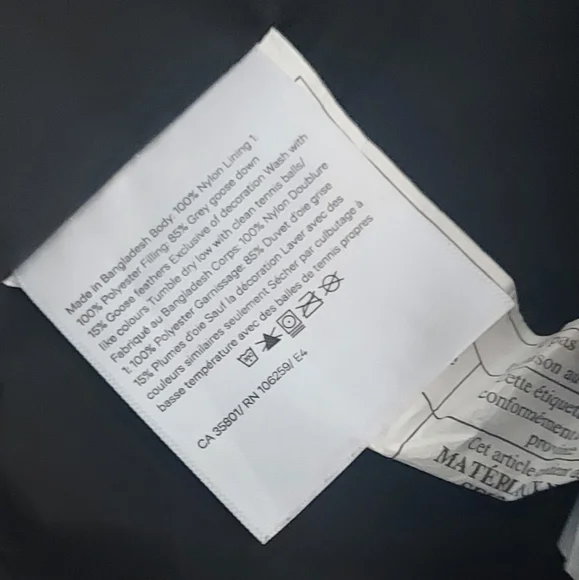 Made in Bangladesh Body: 100% Nylon Lining 1:
100% Polyester Filling: 85% Grey goose down
15% Goose feathers Exclusive of decoration Wash with
like colours Tumble dry low with clean tennis balls/
Fabriqué au Bangladesh Corps: 100% Nylon Doublure
1: 100% Polyester Garnissage: 85% Duvet d'oie grise
15% Plumes d'oie Sauf la décoration Laver avec des
couleurs similaires seulement Sécher par culbutage à
basse température avec des balles de tennis propres
CA 35801/ RN 106259/ E4
pas
cette étiquette
conformément
Cet article